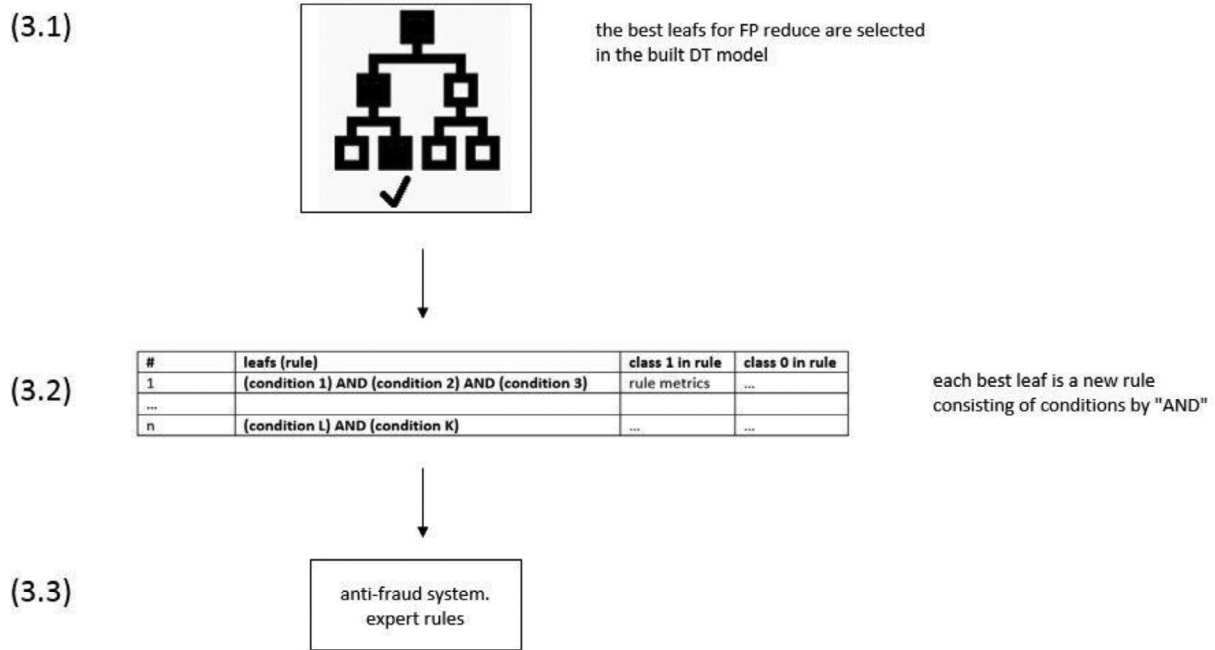 (3.1)
the best leafs for FP reduce are selected
in the built DT model
(3.2)
# leafs (rule) class 1 in rule class 0 in rule
1 (condition 1) AND (condition 2) AND (condition 3) rule metrics ...
...
n (condition L) AND (condition K) ... ...
each best leaf is a new rule
consisting of conditions by "AND"
(3.3)
anti-fraud system.
expert rules